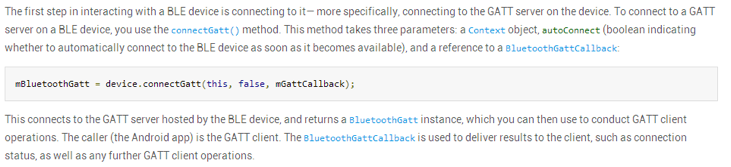 The first step in interacting with a BLE device is connecting to it— more specifically, connecting to the GATT server on the device. To connect to a GATT
server on a BLE device, you use the connectGatt() method. This method takes three parameters: a Context object, autoConnect (boolean indicating
whether to automatically connect to the BLE device as soon as it becomes available), and a reference to a BluetoothGattCallback:
mBluetoothGatt = device.connectGatt(this, false, mGattCallback);
This connects to the GATT server hosted by the BLE device, and returns a BluetoothGatt instance, which you can then use to conduct GATT client
operations. The caller (the Android app) is the GATT client. The BluetoothGattCallback is used to deliver results to the client, such as connection
status, as well as any further GATT client operations.